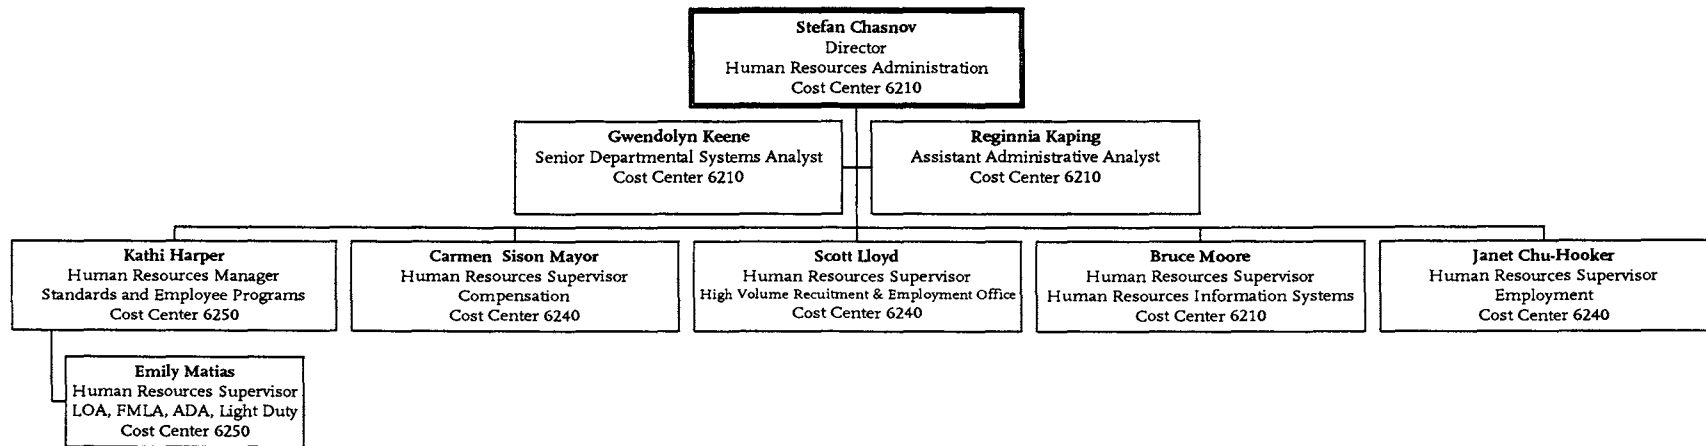 Stefan Chasnov
Director
Human Resources Administration
Cost Center 6210
Gwendolyn Keene
Senior Departmental Systems Analyst
Cost Center 6210
Reginnia Kaping
Assistant Administrative Analyst
Cost Center 6210
Kathi Harper
Human Resources Manager
Standards and Employee Programs
Cost Center 6250
Carmen Sison Mayor
Human Resources Supervisor
Compensation
Cost Center 6240
Scott Lloyd
Human Resources Supervisor
High Volume Recuitment & Employment Office
Cost Center 6240
Bruce Moore
Human Resources Supervisor
Human Resources Information Systems
Cost Center 6210
Janet Chu-Hooker
Human Resources Supervisor
Employment
Cost Center 6240
Emily Matias
Human Resources Supervisor
LOA, FMLA, ADA, Light Duty
Cost Center 6250